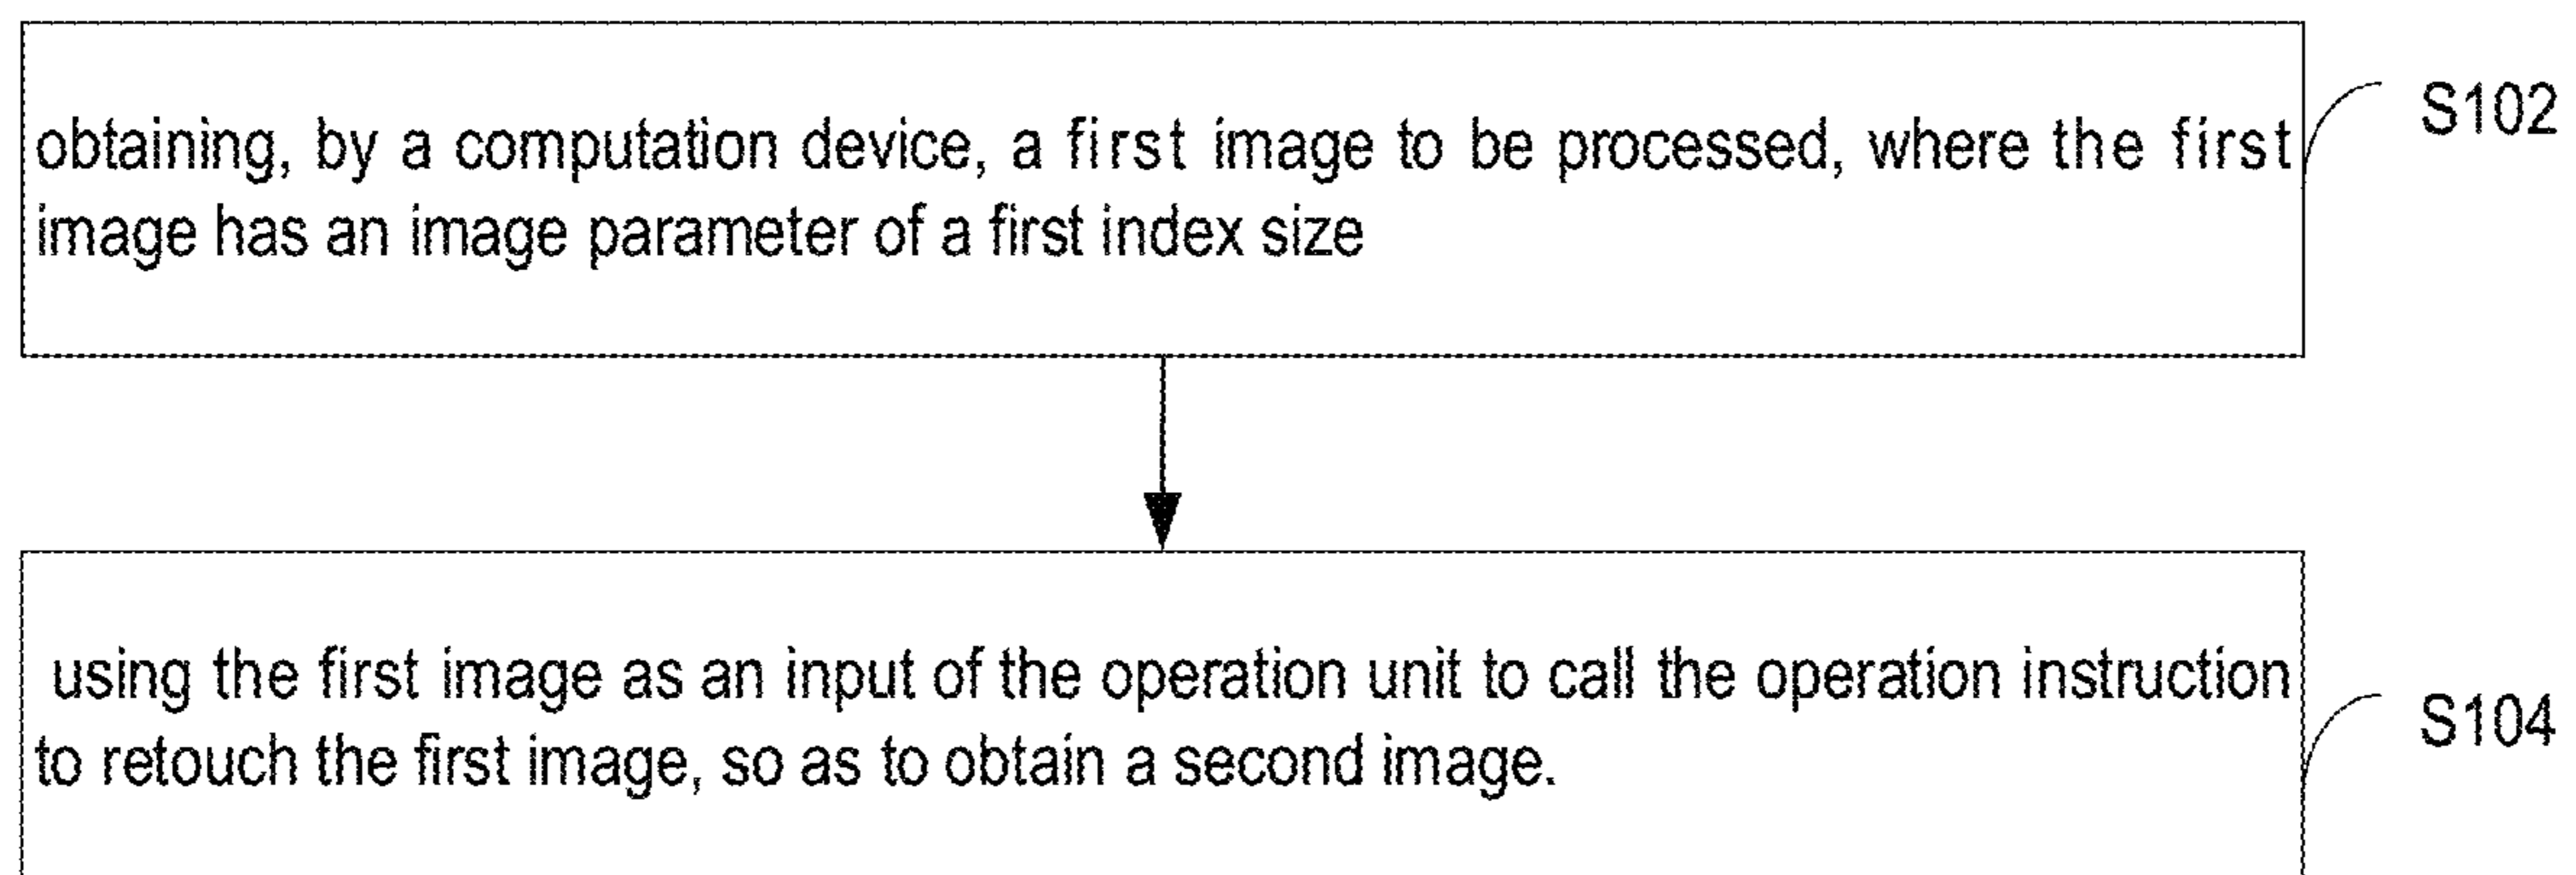 obtaining, by a computation device, a first image to be processed, where the first
image has an image parameter of a first index size
S102
using the first image as an input of the operation unit to call the operation instruction
to retouch the first image, so as to obtain a second image.
S104